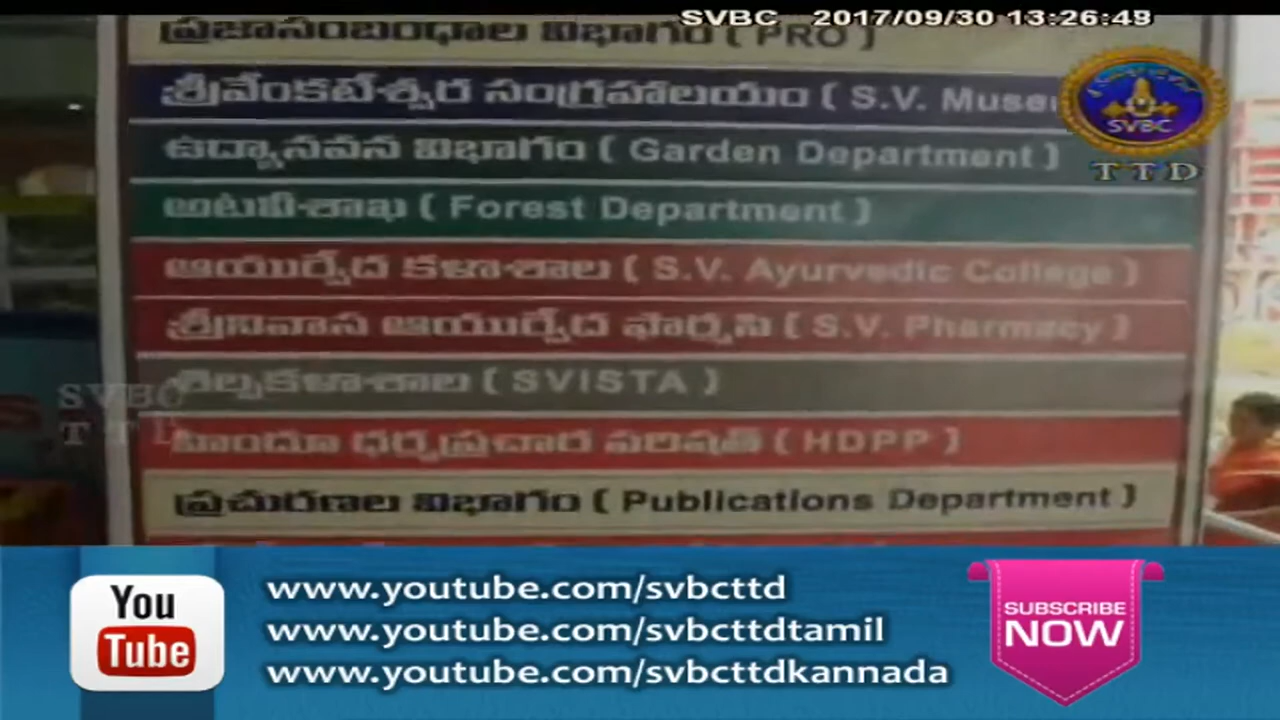 SVBC 2017/09/30 13:26:49
ప్రజాసంబంధాల విభాగం ( PRO )
శ్రీవేంకటేశ్వర సంగ్రహాలయం ( S.V.
SVBC
TTD
ఉద్యానవన విభాగం ( Garden Department )
అటవీశాఖ ( Forest Department )
ఆయుర్వేద కళాశాల ( S.V. Ayurvedic College )
శ్రీనివాస ఆయుర్వేద ఫార్మసి ( S.V. Pharmacy )
శిల్పకళాశాల ( SVISTA )
SVBC
హిందూ ధర్మప్రచార పరిషత్ ( HDPP )
ప్రచురణల విభాగం ( Publications Department )
You Tube
www.youtube.com/svbcttd
www.youtube.com/svbcttdtamil
www.youtube.com/svbcttdkannada
SUBSCRIBE
NOW